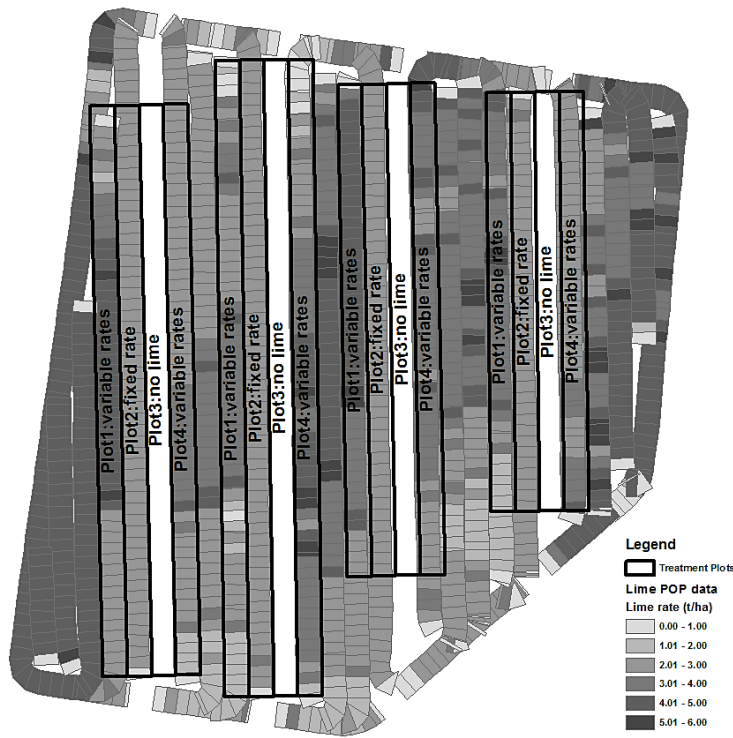 Plot1:variable rates
Plot2:fixed rate
Plot3:no lime
Plot4:variable rates
Plot1:variable rates
Plot2:fixed rate
Plot3:no lime
Plot4:variable rates
Plot1:variable rates
Plot2:fixed rate
Plot3:no lime
Plot4:variable rates
Plot1:variable rates
Plot2:fixed rate
Plot3:no lime
Plot4:variable rates
Legend
Treatment Plots
Lime POP data
Lime rate (t/ha)
0.00 - 1.00
1.01 - 2.00
2.01 - 3.00
3.01 - 4.00
4.01 - 5.00
5.01 - 6.00